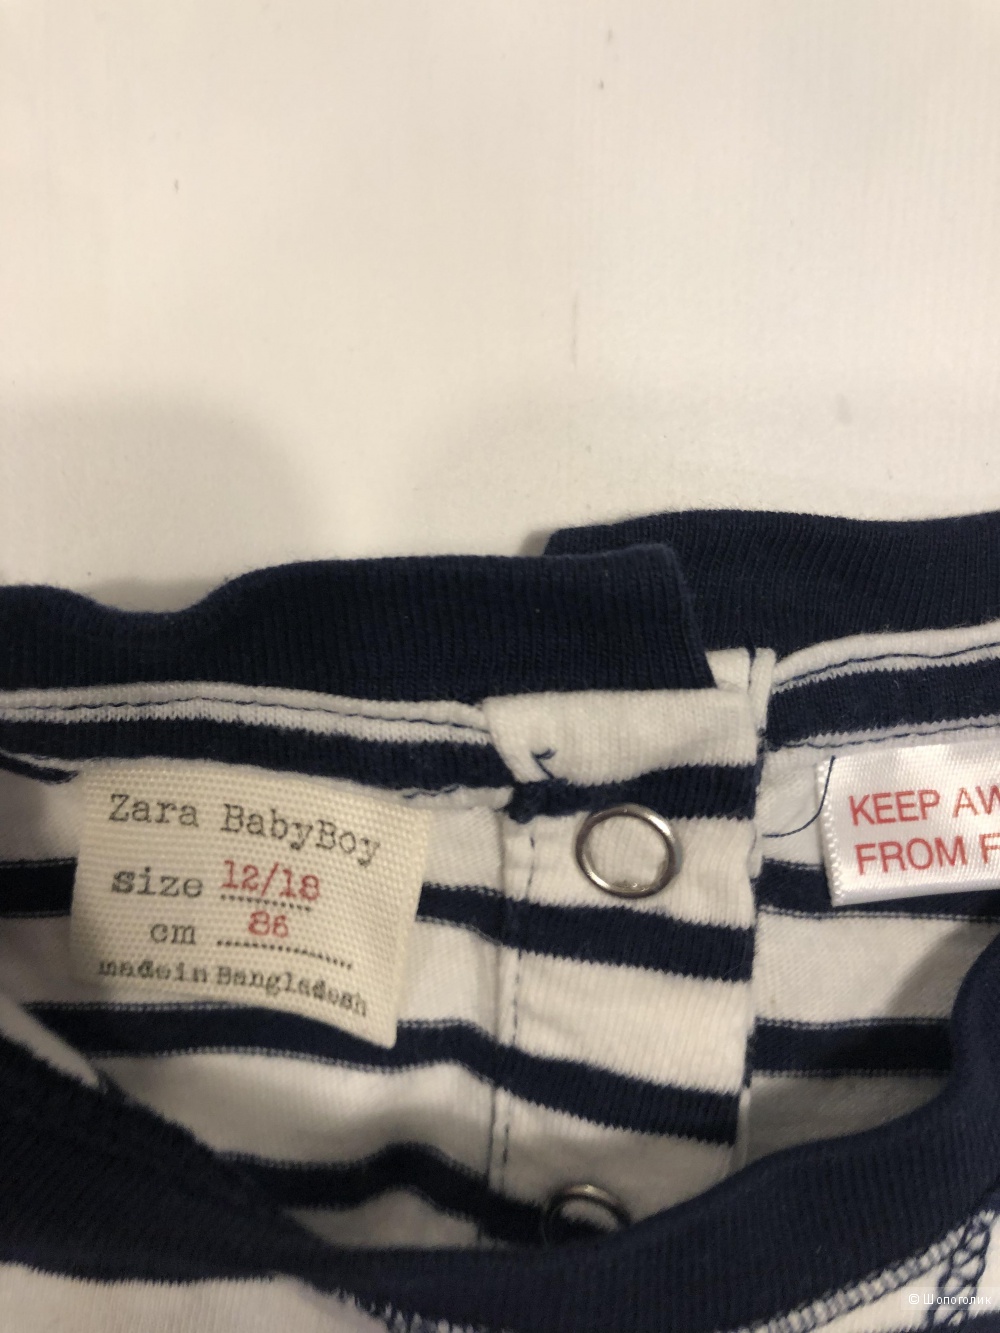 Zara BabyBoy
size 12/18
cm 86
made in Bangladesh
KEEP AW
FROM F
© Шопоголик